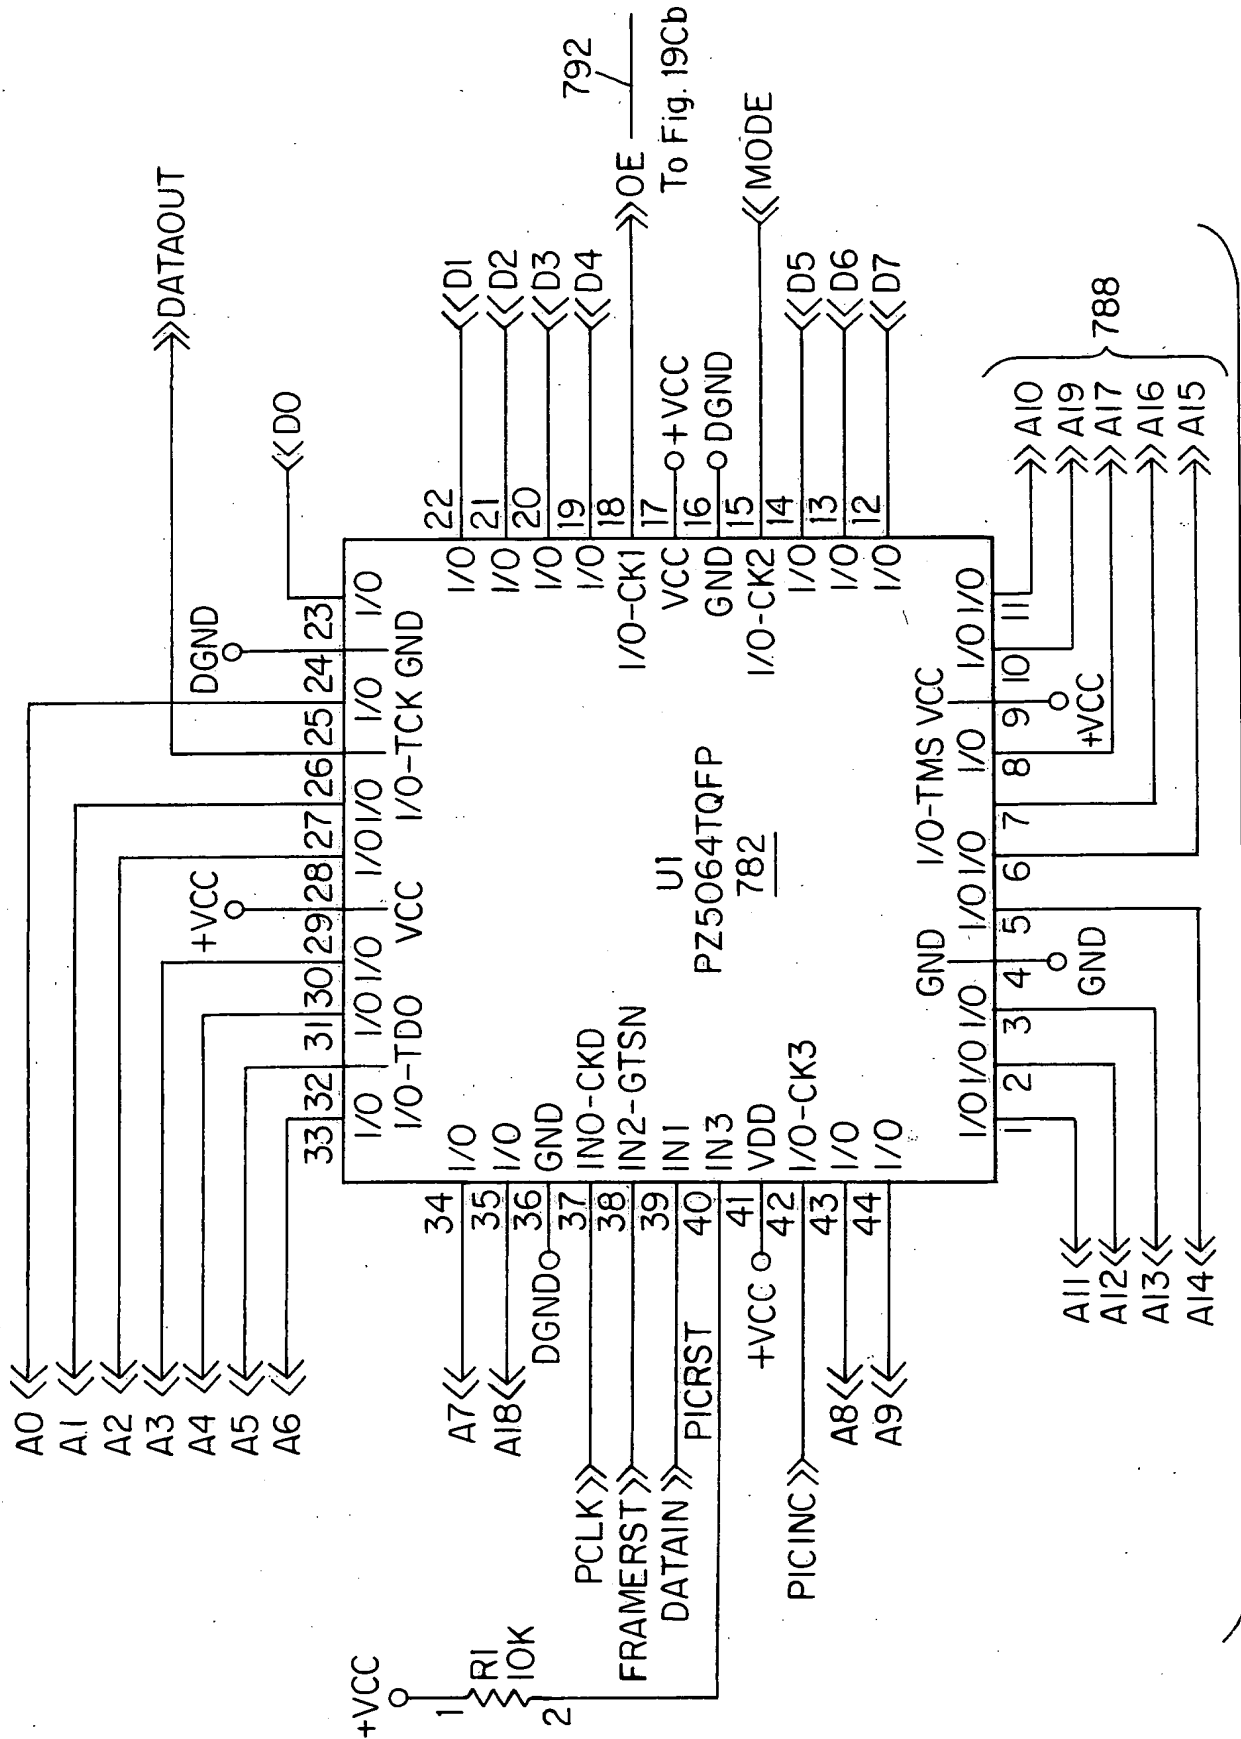 A0
A1
A2
A3
A4
A5
A6
DATAOUT
D0
DGND
+VCC
33 32 31 30 29 28 27 26 25 24 23
I/O I/O I/O VCC I/O I/O I/O I/O
I/O-TDO I/O-TCK GND
+VCC
1
R1
10K
2
A7
A18
DGND
PCLK
FRAMERST
DATAIN
PICRST
+VCC
PICINC
A8
A9
34 I/O
35 I/O
36 GND
37 IN0-CKD
38 IN2-GTSN
39 IN1
40 IN3
41 VDD
42 I/O-CK3
43 I/O
44 I/O
U1
PZ5064TQFP
782
I/O 22 D1
I/O 21 D2
I/O 20 D3
I/O 19 D4
I/O-CK1 18 OE
792
To Fig. 19Cb
VCC 17 +VCC
GND 16 DGND
I/O-CK2 15 MODE
I/O 14 D5
I/O 13 D6
I/O 12 D7
GND I/O-TMS VCC
I/O I/O I/O I/O I/O I/O I/O I/O
1 2 3 4 5 6 7 8 9 10 11
GND
+VCC
A11
A12
A13
A14
A10
A19
A17
A16
A15
788